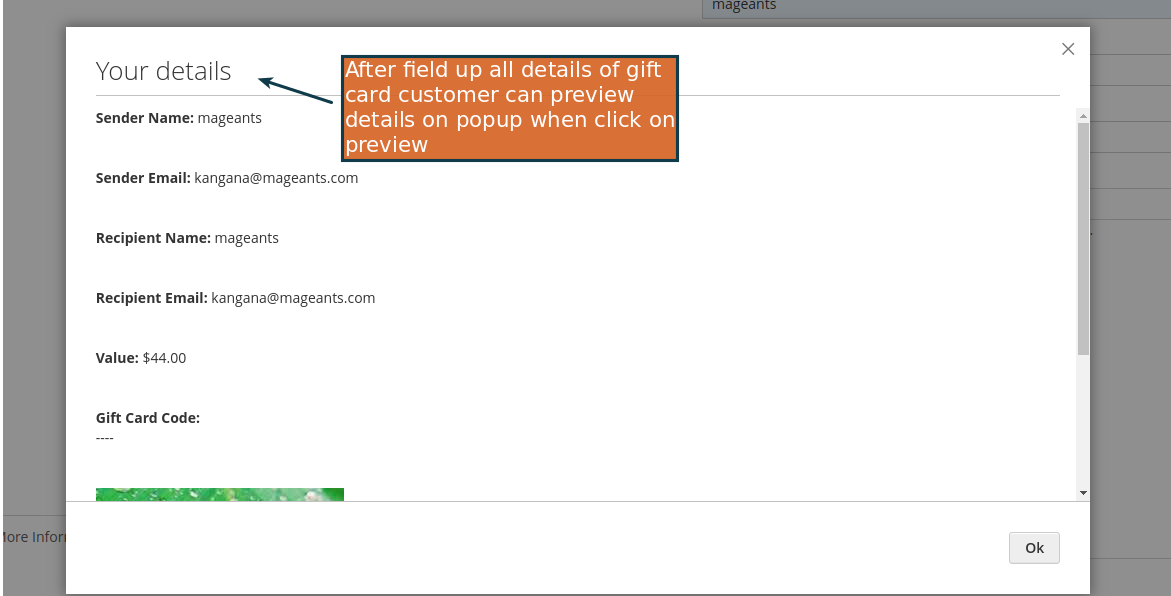 mageants
Your details
After field up all details of gift
card customer can preview
details on popup when click on
preview
Sender Name: mageants
Sender Email: kangana@mageants.com
Recipient Name: mageants
Recipient Email: kangana@mageants.com
Value: $44.00
Gift Card Code:
----
Ok